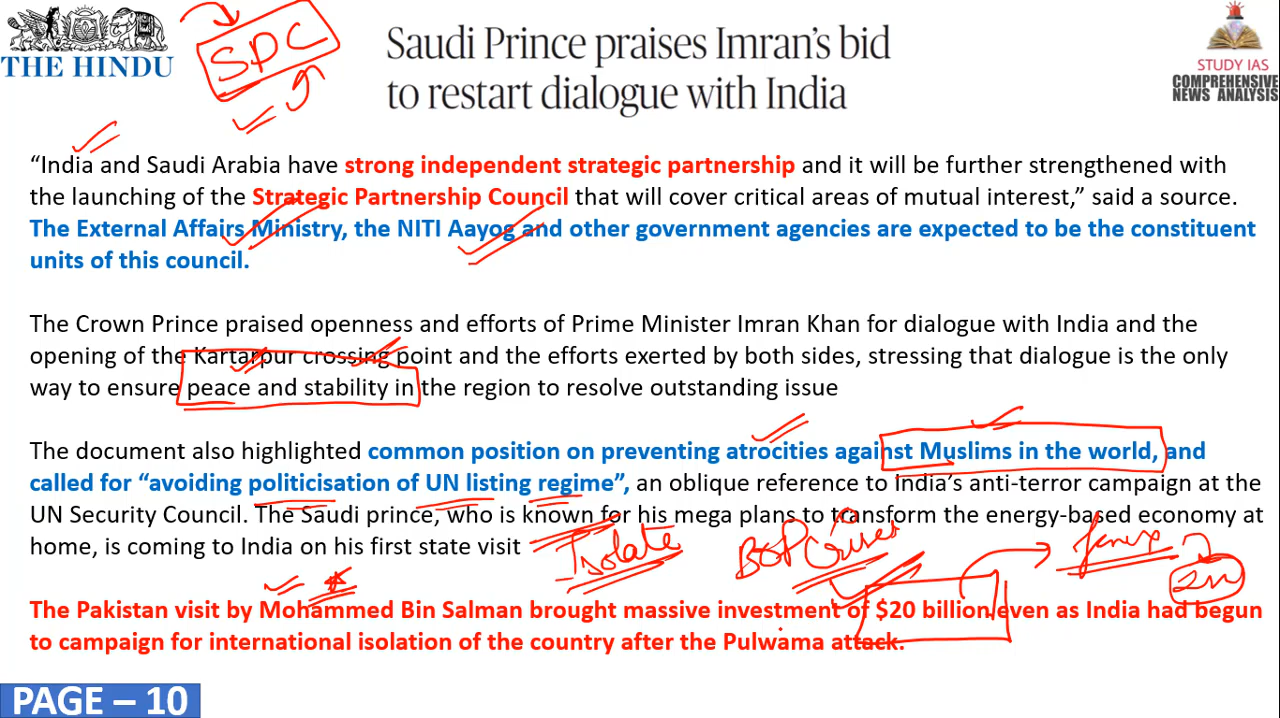 THE HINDU
SPC
Saudi Prince praises Imran's bid
to restart dialogue with India
STUDY IAS
COMPREHENSIVE
NEWS ANALYSIS
“India and Saudi Arabia have strong independent strategic partnership and it will be further strengthened with
the launching of the Strategic Partnership Council that will cover critical areas of mutual interest,” said a source.
The External Affairs Ministry, the NITI Aayog and other government agencies are expected to be the constituent
units of this council.
The Crown Prince praised openness and efforts of Prime Minister Imran Khan for dialogue with India and the
opening of the Kartarpur crossing point and the efforts exerted by both sides, stressing that dialogue is the only
way to ensure peace and stability in the region to resolve outstanding issue
The document also highlighted common position on preventing atrocities against Muslims in the world, and
called for “avoiding politicisation of UN listing regime”, an oblique reference to India's anti-terror campaign at the
UN Security Council. The Saudi prince, who is known for his mega plans to transform the energy-based economy at
home, is coming to India on his first state visit
Isolate BOP Crises
The Pakistan visit by Mohammed Bin Salman brought massive investment of $20 billion even as India had begun
to campaign for international isolation of the country after the Pulwama attack.
PAGE – 10